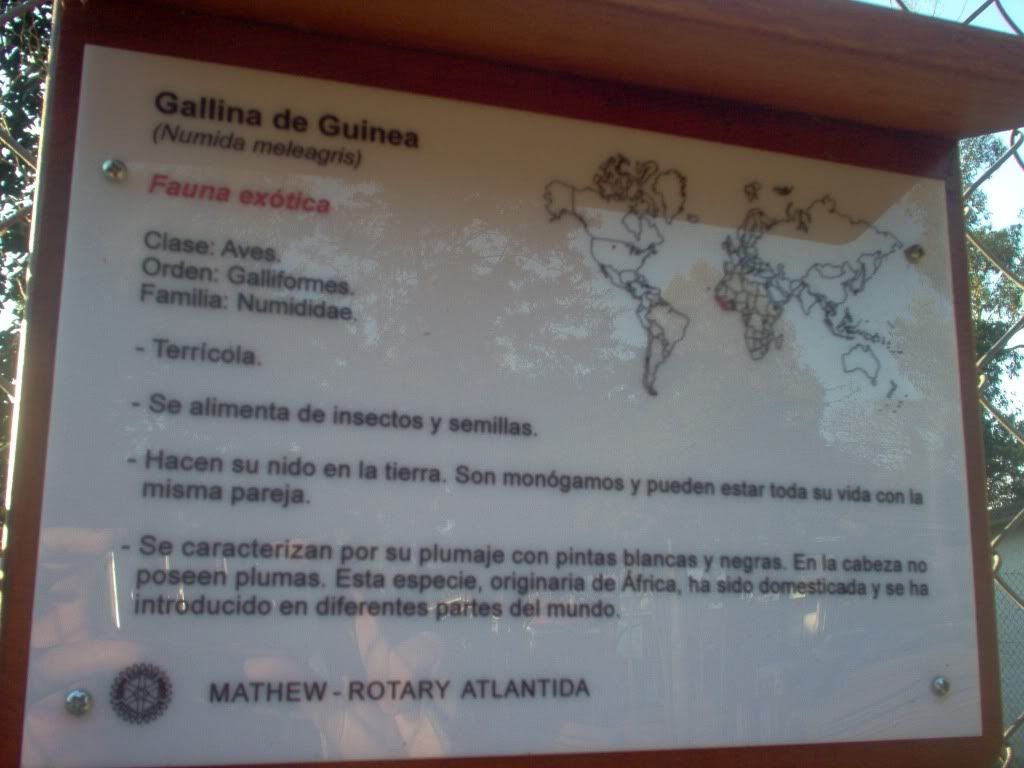 Gallina de Guinea
(Numida meleagris)
Fauna exótica
Clase: Aves.
Orden: Galliformes.
Familia: Numididae.
- Terricola.
- Se alimenta de insectos y semillas.
- Hacen su nido en la tierra. Son monógamos y pueden estar toda su vida con la
misma pareja.
- Se caracterizan por su plumaje con pintas blancas y negras. En la cabeza no
poseen plumas. Esta especie, originaria de África, ha sido domesticada y se ha
introducido en diferentes partes del mundo.
MATHEW - ROTARY ATLANTIDA